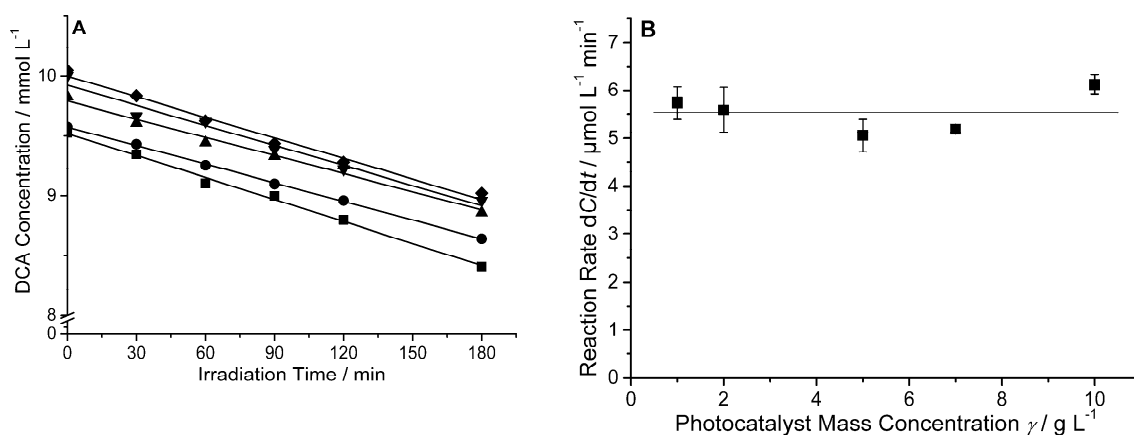 A
DCA Concentration / mmol L⁻¹
10
9
8
0
0 30 60 90 120 150 180
Irradiation Time / min
B
Reaction Rate dC/dt / µmol L⁻¹ min⁻¹
7
6
5
4
3
2
1
0
0 2 4 6 8 10
Photocatalyst Mass Concentration γ / g L⁻¹